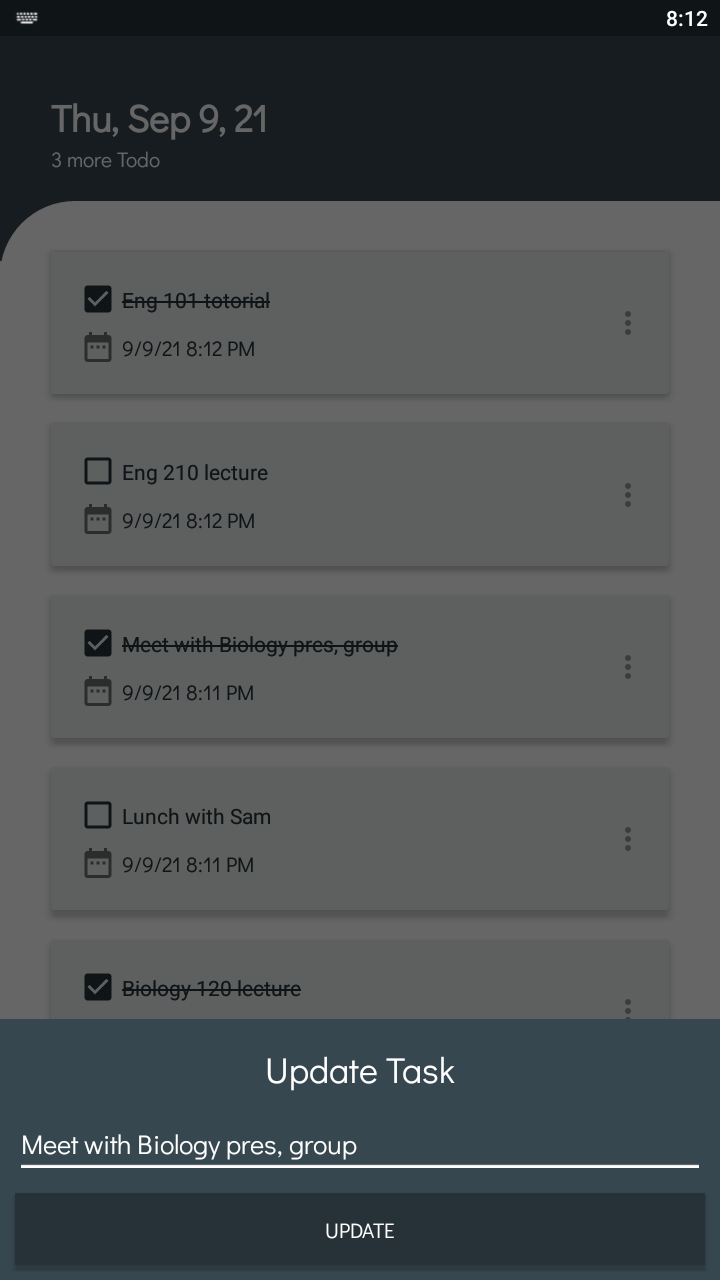 8:12
Thu, Sep 9, 21
3 more Todo
Eng 101 totorial
9/9/21 8:12 PM
Eng 210 lecture
9/9/21 8:12 PM
Meet with Biology pres, group
9/9/21 8:11 PM
Lunch with Sam
9/9/21 8:11 PM
Biology 120 lecture
Update Task
Meet with Biology pres, group
UPDATE